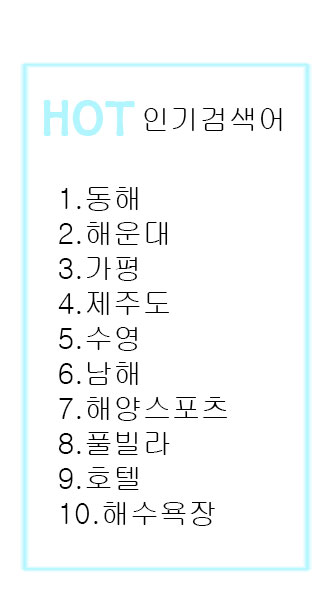 HOT 인기검색어
1.동해
2.해운대
3.가평
4.제주도
5.수영
6.남해
7.해양스포츠
8.풀빌라
9.호텔
10.해수욕장